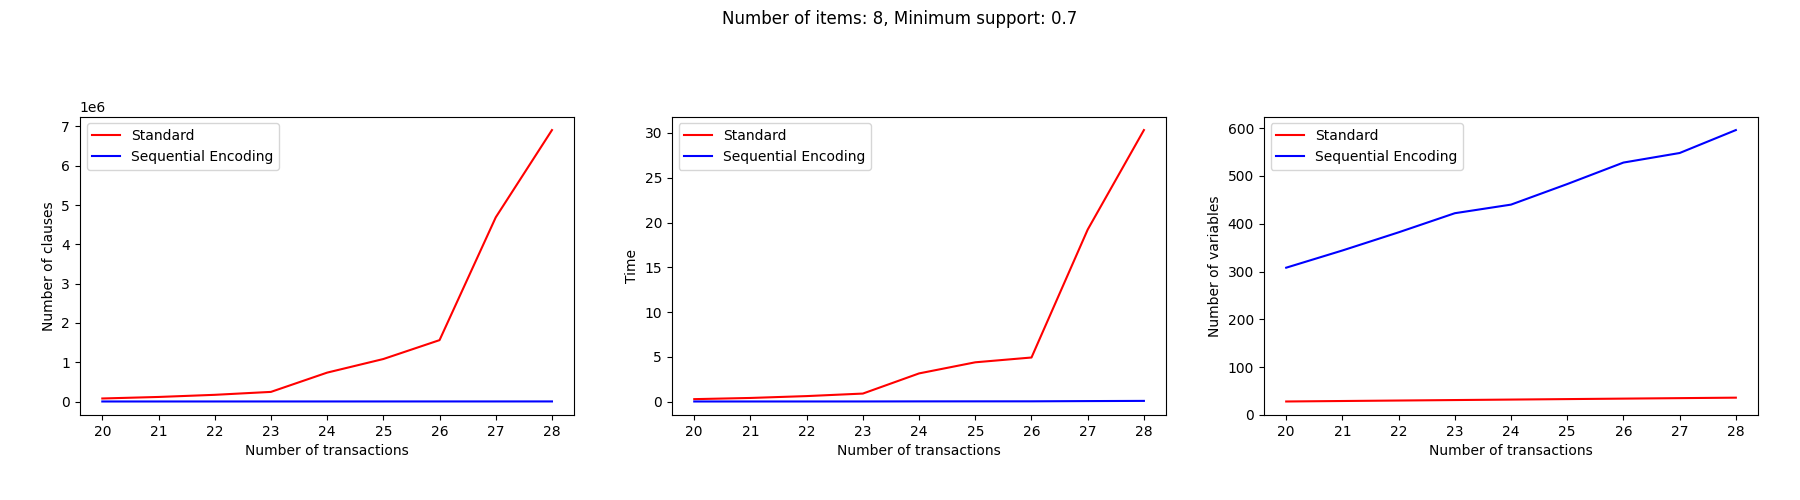 Number of items: 8, Minimum support: 0.7
1e6
7
6
5
4
3
2
1
0
Number of clauses
Standard
Sequential Encoding
20 21 22 23 24 25 26 27 28
Number of transactions
30
25
20
15
10
5
0
Time
Standard
Sequential Encoding
20 21 22 23 24 25 26 27 28
Number of transactions
600
500
400
300
200
100
0
Number of variables
Standard
Sequential Encoding
20 21 22 23 24 25 26 27 28
Number of transactions